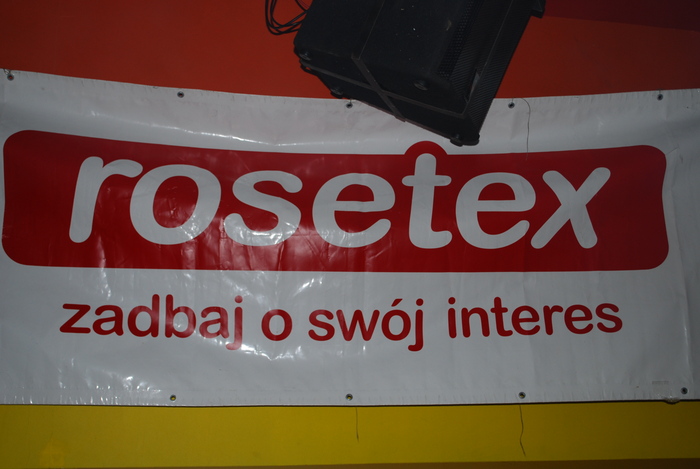 rosetex
zadbaj o swój interes